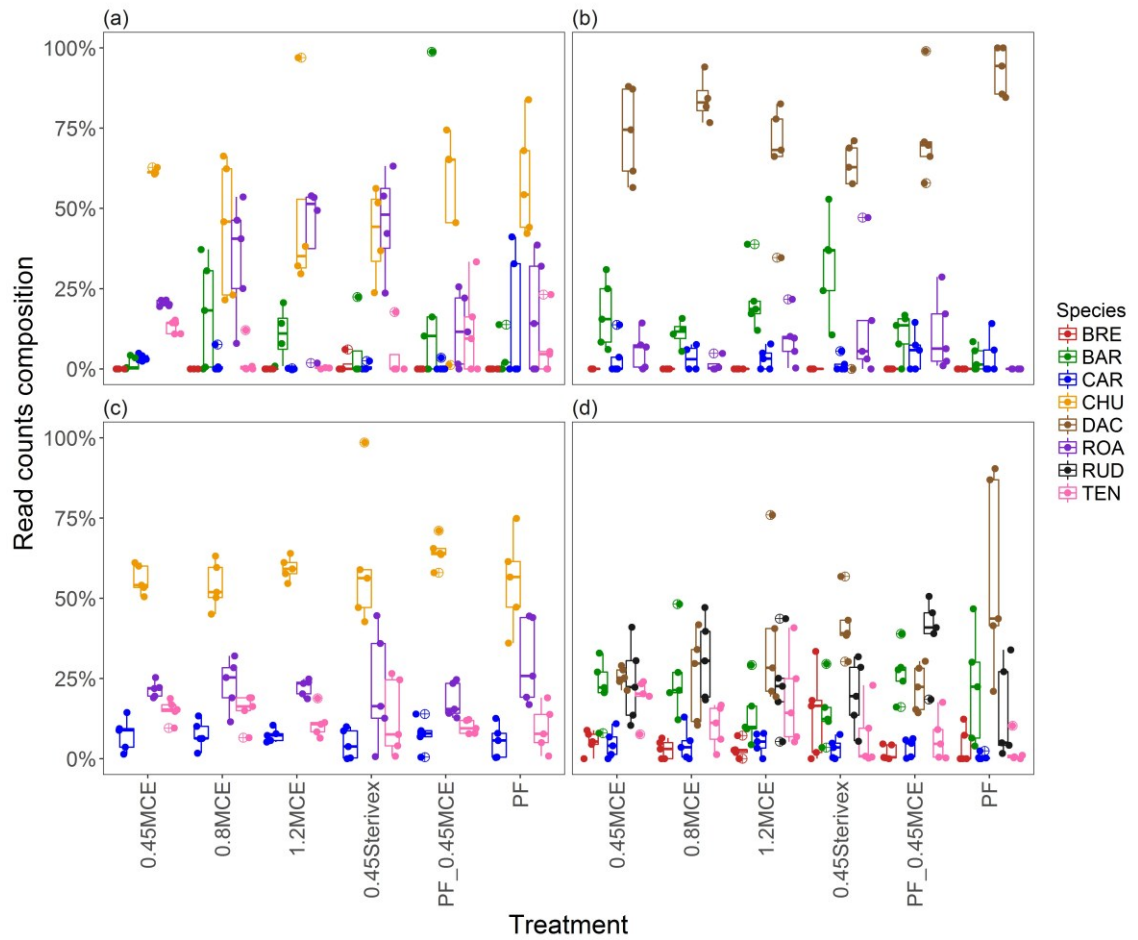 (a)
(b)
100%
75%
50%
25%
0%
(c)
(d)
100%
75%
50%
25%
0%
Read counts composition
0.45MCE
0.8MCE
1.2MCE
0.45Sterivex
PF_0.45MCE
PF
0.45MCE
0.8MCE
1.2MCE
0.45Sterivex
PF_0.45MCE
PF
Treatment
Species
BRE
BAR
CAR
CHU
DAC
ROA
RUD
TEN